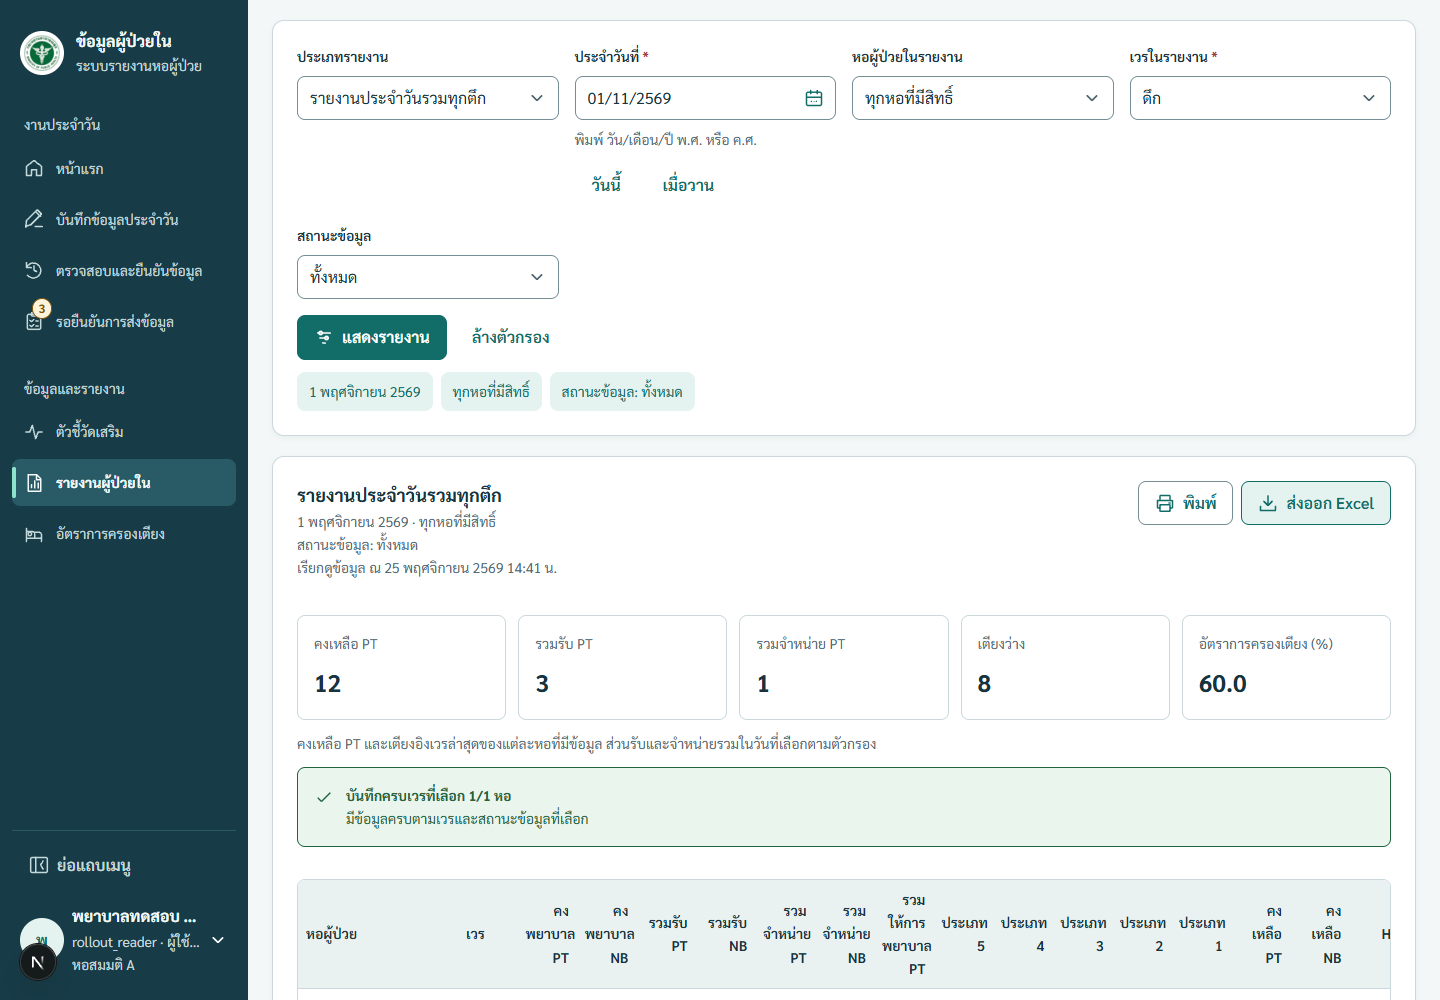 ข้อมูลผู้ป่วยใน
ระบบรายงานหอผู้ป่วย
งานประจำวัน
หน้าแรก
บันทึกข้อมูลประจำวัน
ตรวจสอบและยืนยันข้อมูล
3
รอยืนยันการส่งข้อมูล
ข้อมูลและรายงาน
ตัวชี้วัดเสริม
รายงานผู้ป่วยใน
อัตราการครองเตียง
ย่อแถบเมนู
พยาบาลทดสอบ ...
rollout_reader · ผู้ใช้...
หอสมมติ A
N
ประเภทรายงาน
รายงานประจำวันรวมทุกตึก
ประจำวันที่ *
01/11/2569
พิมพ์ วัน/เดือน/ปี พ.ศ. หรือ ค.ศ.
วันนี้ เมื่อวาน
หอผู้ป่วยในรายงาน
ทุกหอที่มีสิทธิ์
เวรในรายงาน *
ดึก
สถานะข้อมูล
ทั้งหมด
แสดงรายงาน ล้างตัวกรอง
1 พฤศจิกายน 2569 ทุกหอที่มีสิทธิ์ สถานะข้อมูล: ทั้งหมด
รายงานประจำวันรวมทุกตึก
1 พฤศจิกายน 2569 · ทุกหอที่มีสิทธิ์
สถานะข้อมูล: ทั้งหมด
เรียกดูข้อมูล ณ 25 พฤศจิกายน 2569 14:41 น.
พิมพ์ ส่งออก Excel
คงเหลือ PT
12
รวมรับ PT
3
รวมจำหน่าย PT
1
เตียงว่าง
8
อัตราการครองเตียง (%)
60.0
คงเหลือ PT และเตียงอิงเวรล่าสุดของแต่ละหอที่มีข้อมูล ส่วนรับและจำหน่ายรวมในวันที่เลือกตามตัวกรอง
บันทึกครบเวรที่เลือก 1/1 หอ
มีข้อมูลครบตามเวรและสถานะข้อมูลที่เลือก
หอผู้ป่วย
เวร
คง
พยาบาล
PT
คง
พยาบาล
NB
รวมรับ
PT
รวมรับ
NB
รวม
จำหน่าย
PT
รวม
จำหน่าย
NB
รวม
ให้การ
พยาบาล
PT
ประเภท
5
ประเภท
4
ประเภท
3
ประเภท
2
ประเภท
1
คง
เหลือ
PT
คง
เหลือ
NB
H